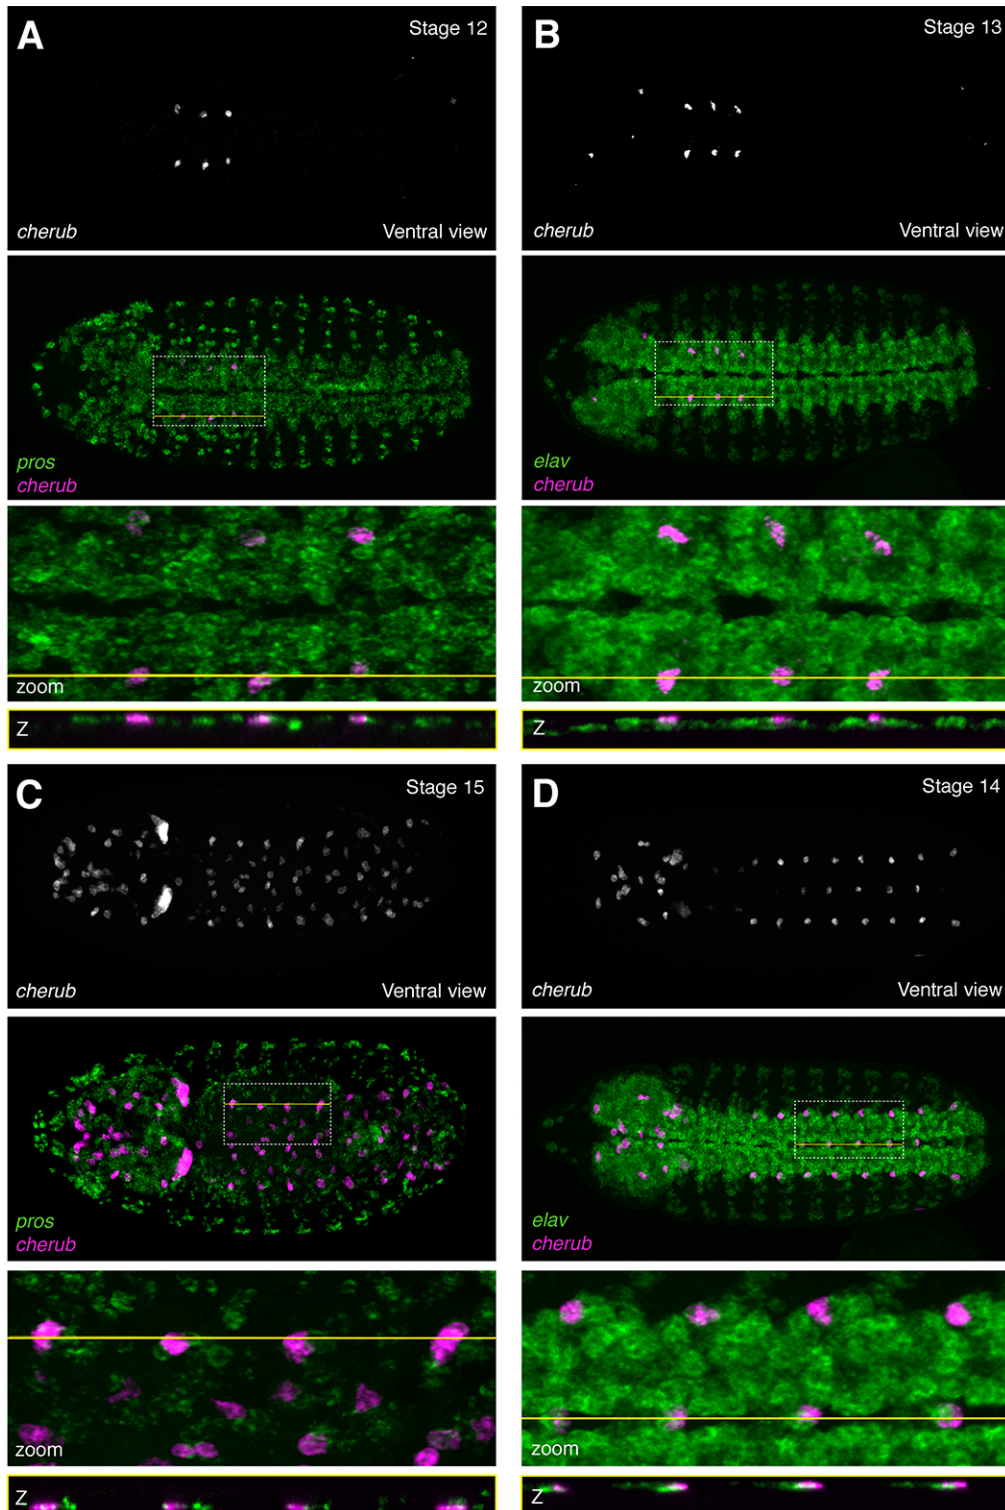 A
Stage 12
cherub
Ventral view
pros
cherub
zoom
Z
B
Stage 13
cherub
Ventral view
elav
cherub
zoom
Z
C
Stage 15
cherub
Ventral view
pros
cherub
zoom
Z
D
Stage 14
cherub
Ventral view
elav
cherub
zoom
Z